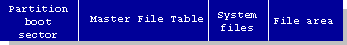 Partition
boot
sector
Master File Table
System
files
File area